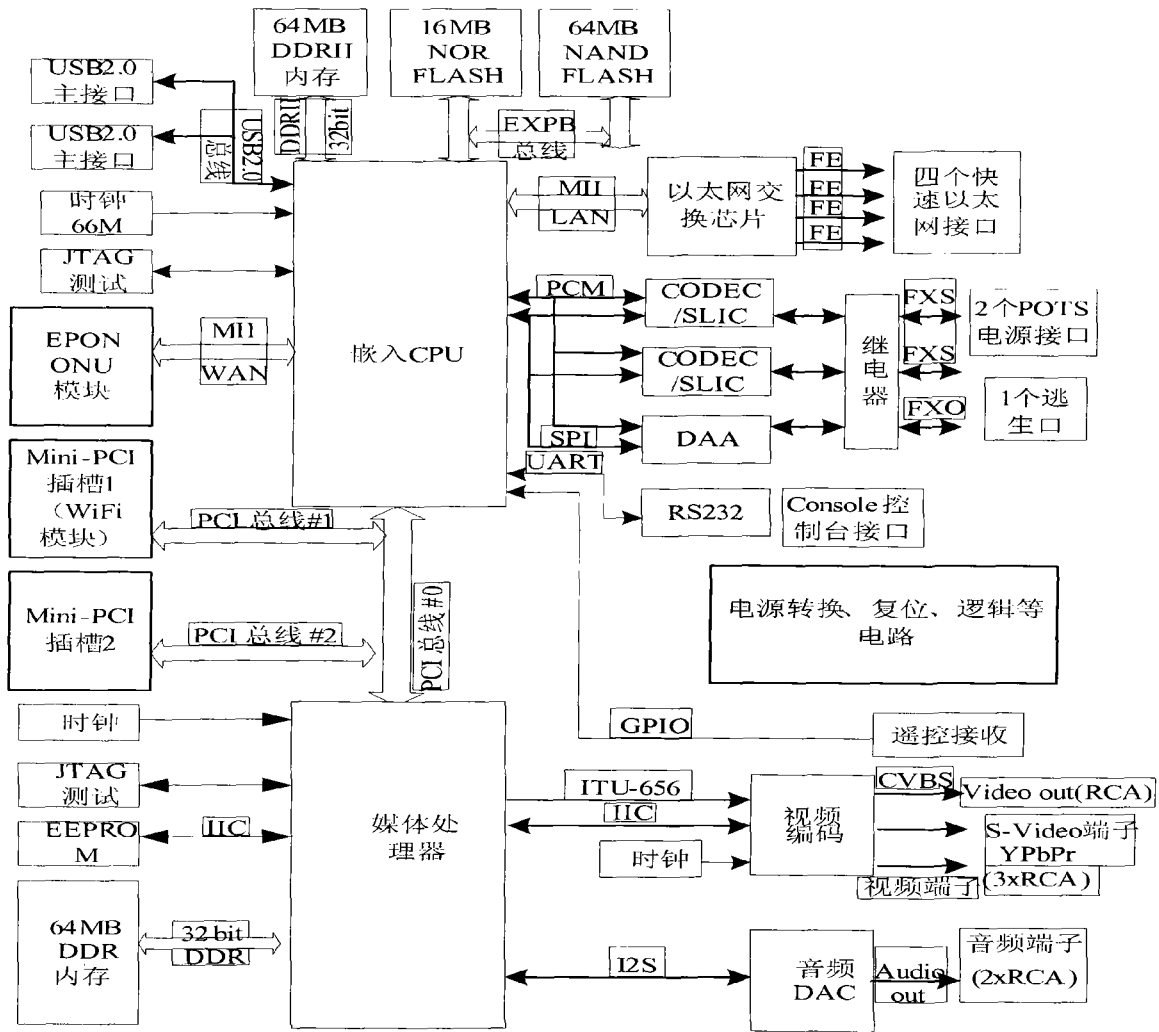 64MB
DDRII
内存
16MB
NOR
FLASH
64MB
NAND
FLASH
USB2.0
主接口
USB2.0
主接口
USB2.0
总线
DDRII
32bit
EXPB
总线
时钟
66M
JTAG
测试
EPON
ONU
模块
MII
WAN
嵌入CPU
MII
LAN
以太网交
换芯片
FE
FE
FE
FE
四个快
速以太
网接口
PCM
CODEC
/SLIC
CODEC
/SLIC
DAA
SPI
UART
继
电
器
FXS
FXS
FXO
2个POTS
电源接口
1个逃
生口
RS232
Console控
制台接口
Mini-PCI
插槽1
（WiFi
模块）
PCI 总线#1
Mini-PCI
插槽2
PCI 总线 #2
PCI 总线 #0
电源转换、复位、逻辑等
电路
时钟
JTAG
测试
EEPRO
M
IIC
64MB
DDR
内存
32bit
DDR
媒体处
理器
GPIO
遥控接收
ITU-656
IIC
时钟
视频
编码
CVBS
Video out(RCA)
S-Video端子
YPbPr
(3xRCA)
视频端子
I2S
音频
DAC
Audio
out
音频端子
(2xRCA)